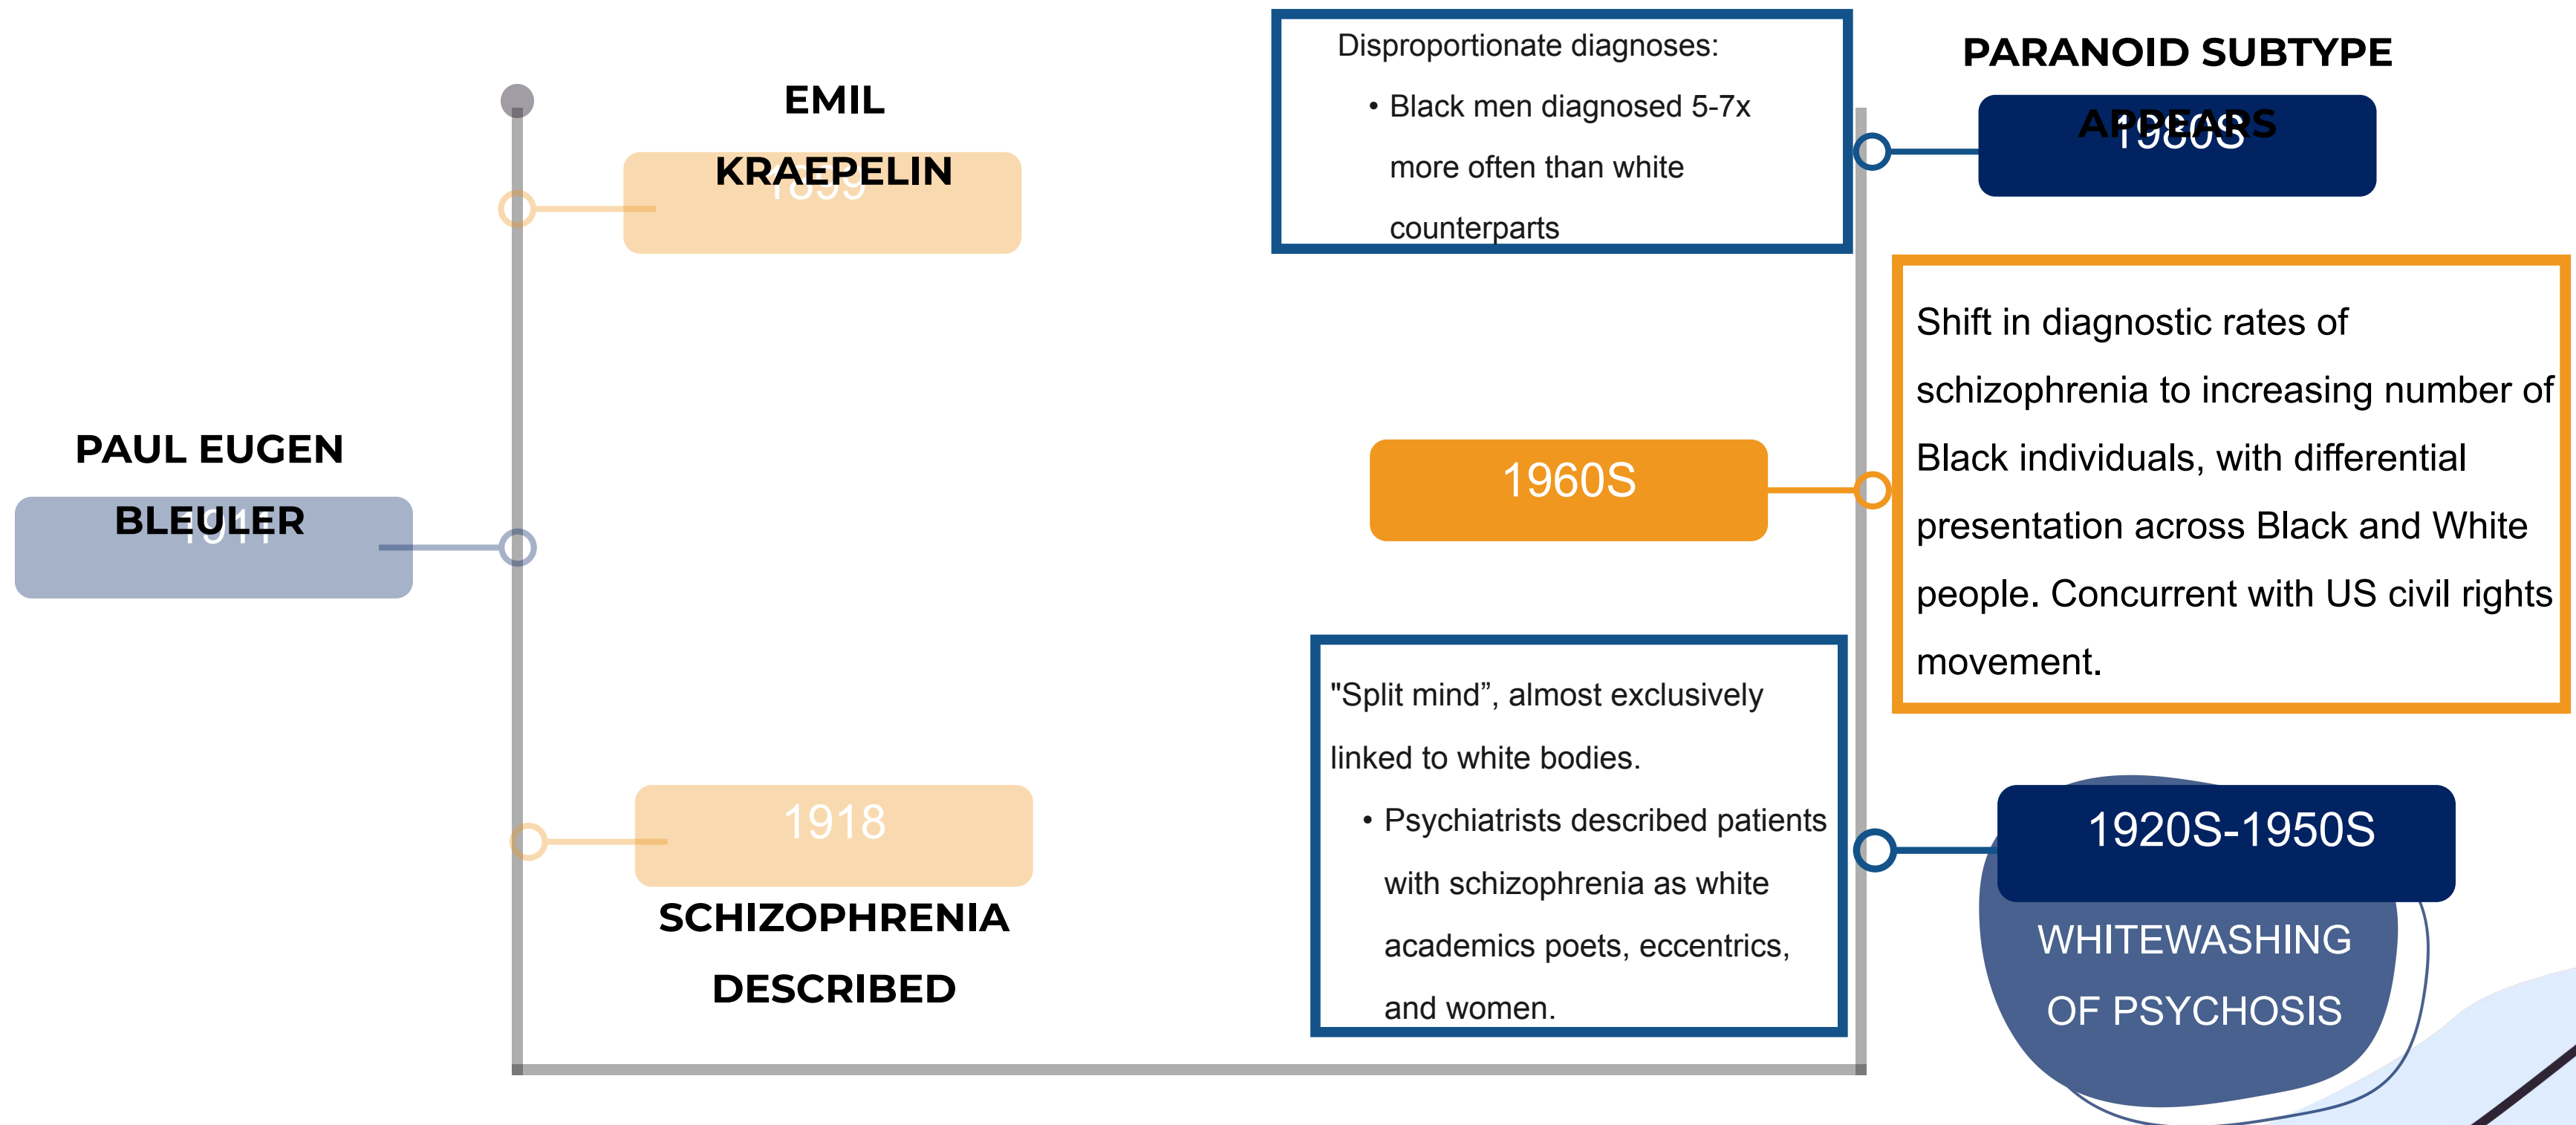 EMIL
KRAEPELIN
1899
PAUL EUGEN
BLEULER
1911
1918
SCHIZOPHRENIA
DESCRIBED
1920S-1950S
WHITEWASHING
OF PSYCHOSIS
"Split mind”, almost exclusively
linked to white bodies.
• Psychiatrists described patients
with schizophrenia as white
academics poets, eccentrics,
and women.
1960S
Shift in diagnostic rates of
schizophrenia to increasing number of
Black individuals, with differential
presentation across Black and White
people. Concurrent with US civil rights
movement.
PARANOID SUBTYPE
APPEARS
1980S
Disproportionate diagnoses:
• Black men diagnosed 5-7x
more often than white
counterparts